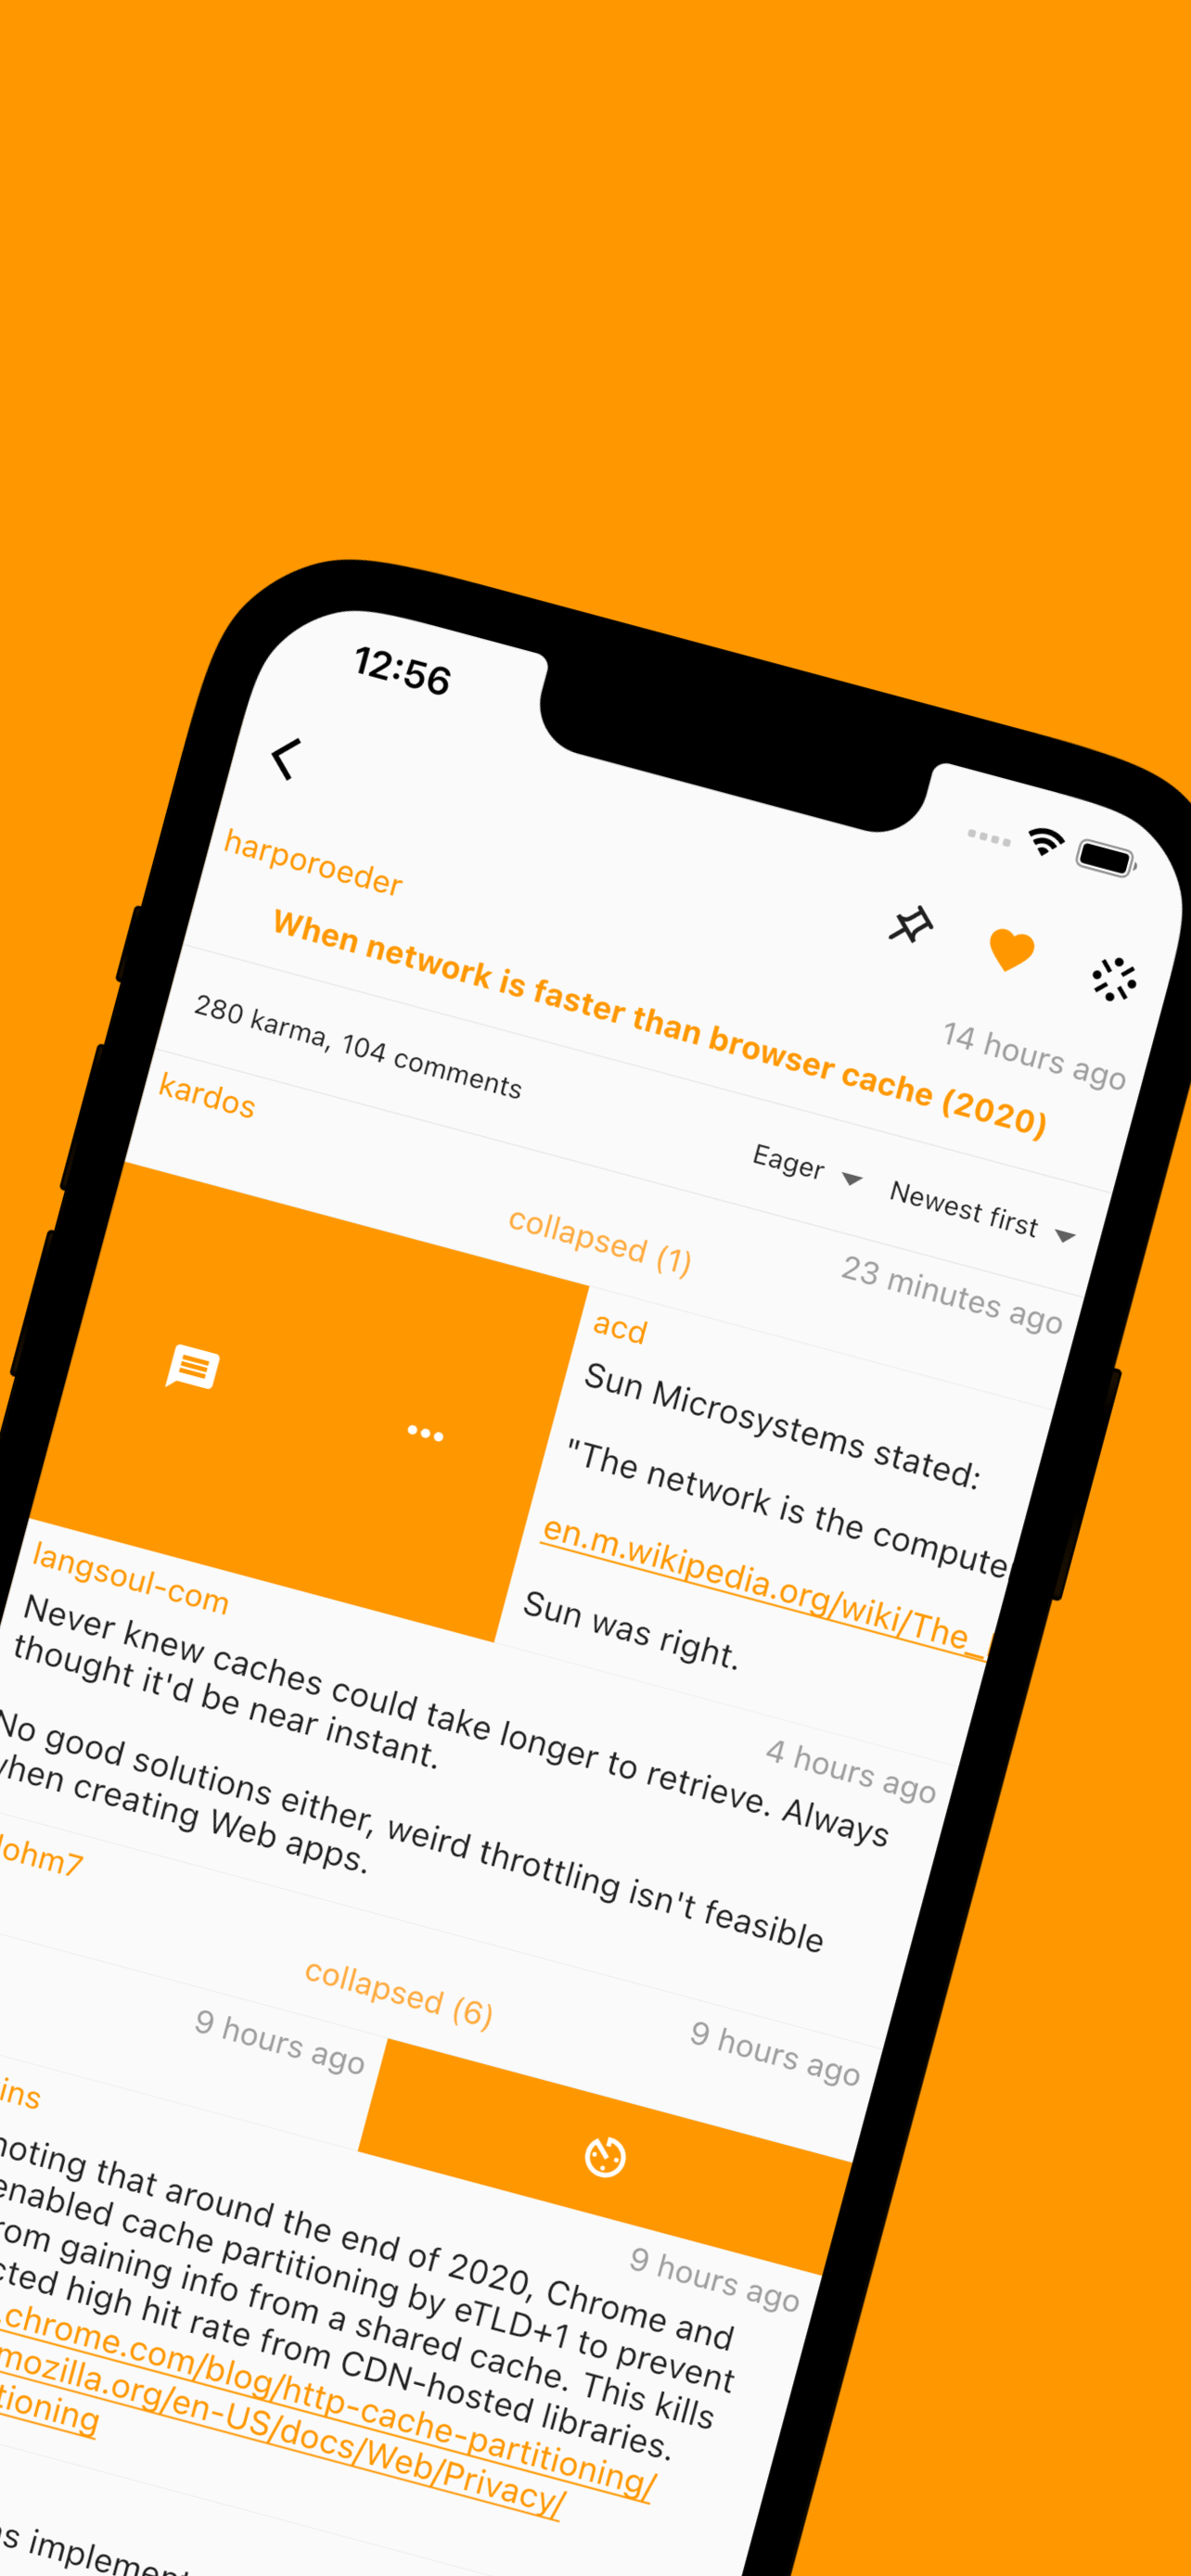 12:56
harporoeder
14 hours ago
When network is faster than browser cache (2020)
280 karma, 104 comments
Eager
Newest first
kardos
23 minutes ago
collapsed (1)
acd
Sun Microsystems stated:
"The network is the compute
en.m.wikipedia.org/wiki/The_
Sun was right.
langsoul-com
4 hours ago
Never knew caches could take longer to retrieve. Always
thought it'd be near instant.
No good solutions either, weird throttling isn't feasible
when creating Web apps.
lohm7
9 hours ago
collapsed (6)
9 hours ago
ins
9 hours ago
noting that around the end of 2020, Chrome and
enabled cache partitioning by eTLD+1 to prevent
rom gaining info from a shared cache. This kills
cted high hit rate from CDN-hosted libraries.
.chrome.com/blog/http-cache-partitioning/
mozilla.org/en-US/docs/Web/Privacy/
tioning
s implement